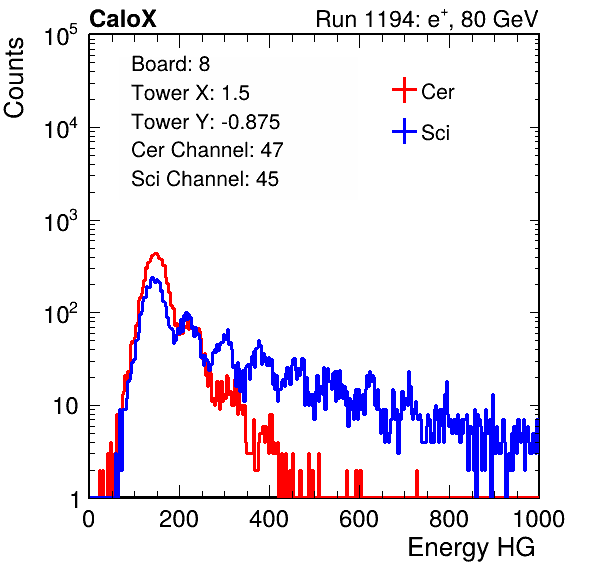 CaloX Run 1194: e⁺, 80 GeV
Counts
Board: 8
Tower X: 1.5
Tower Y: -0.875
Cer Channel: 47
Sci Channel: 45
Cer
Sci
10⁵
10⁴
10³
10²
10
1
0 200 400 600 800 1000
Energy HG